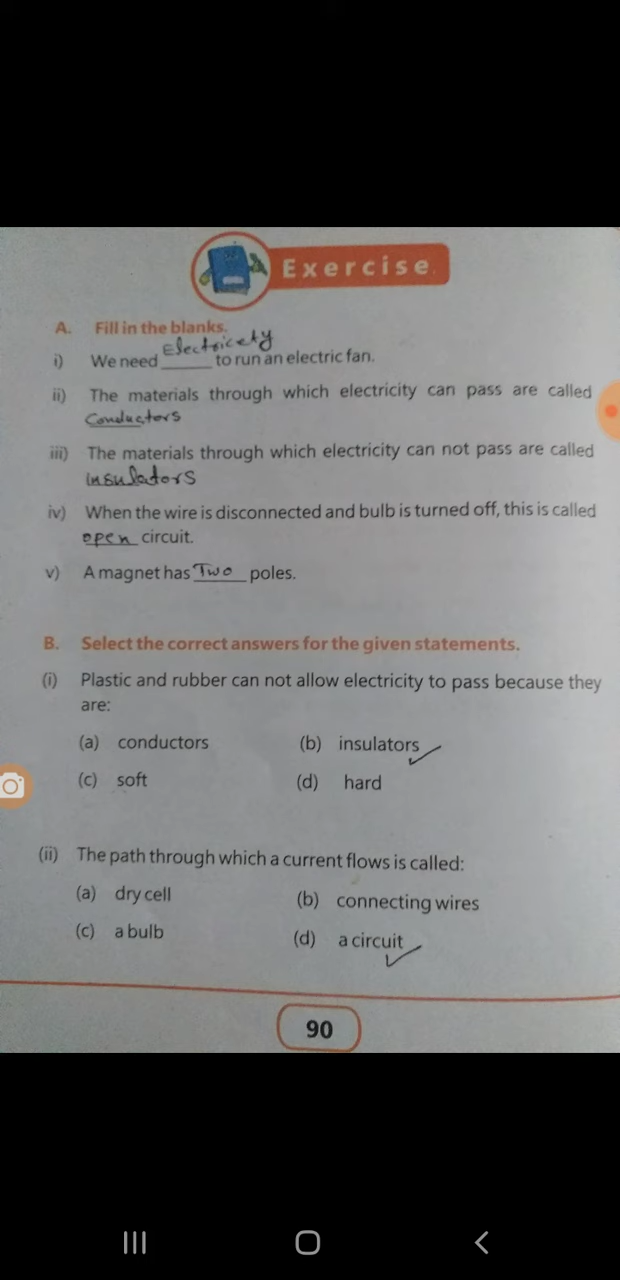 Exercise
A. Fill in the blanks.
Electricety
i) We need _____ to run an electric fan.
ii) The materials through which electricity can pass are called
Conductors
iii) The materials through which electricity can not pass are called
insulators
iv) When the wire is disconnected and bulb is turned off, this is called
open circuit.
v) A magnet has Two poles.
B. Select the correct answers for the given statements.
(i) Plastic and rubber can not allow electricity to pass because they
are:
(a) conductors (b) insulators
(c) soft (d) hard
(ii) The path through which a current flows is called:
(a) dry cell (b) connecting wires
(c) a bulb (d) a circuit
90